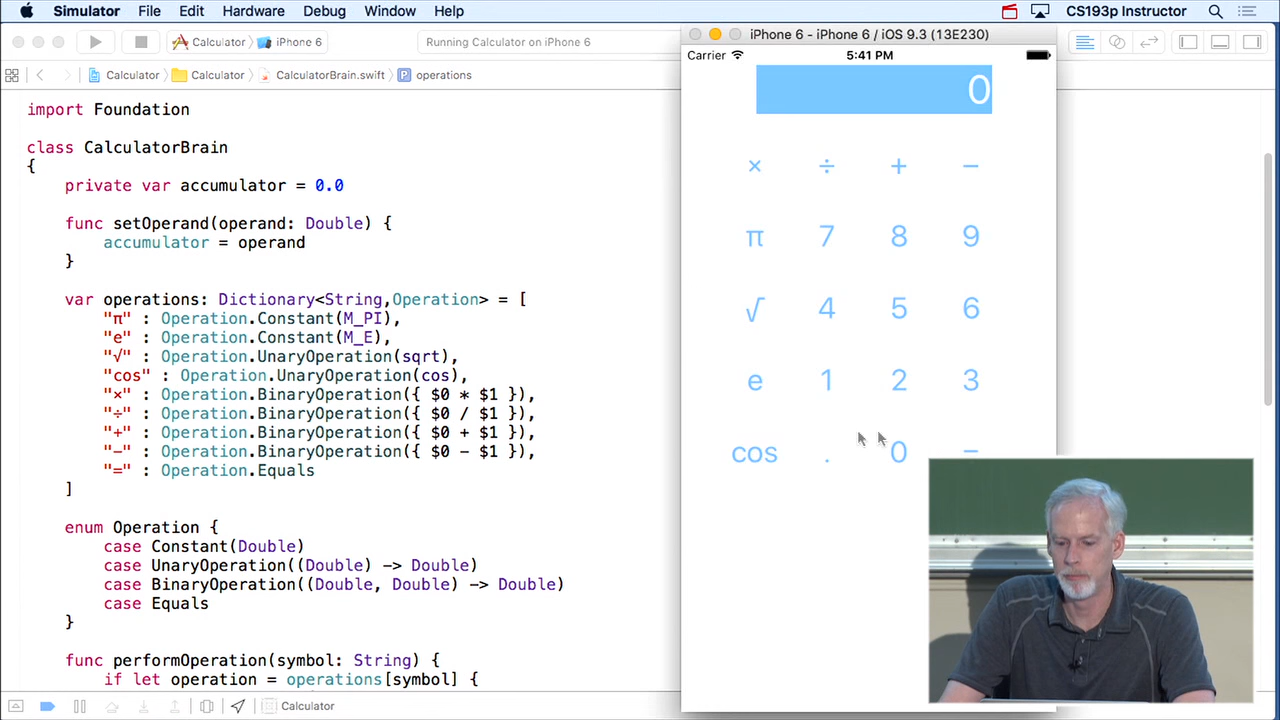 Simulator File Edit Hardware Debug Window Help CS193p Instructor
Calculator iPhone 6 Running Calculator on iPhone 6
Calculator Calculator CalculatorBrain.swift P operations
import Foundation
class CalculatorBrain
{
private var accumulator = 0.0
func setOperand(operand: Double) {
accumulator = operand
}
var operations: Dictionary<String,Operation> = [
"π" : Operation.Constant(M_PI),
"e" : Operation.Constant(M_E),
"√" : Operation.UnaryOperation(sqrt),
"cos" : Operation.UnaryOperation(cos),
"×" : Operation.BinaryOperation({ $0 * $1 }),
"÷" : Operation.BinaryOperation({ $0 / $1 }),
"+" : Operation.BinaryOperation({ $0 + $1 }),
"−" : Operation.BinaryOperation({ $0 - $1 }),
"=" : Operation.Equals
]
enum Operation {
case Constant(Double)
case UnaryOperation((Double) -> Double)
case BinaryOperation((Double, Double) -> Double)
case Equals
}
func performOperation(symbol: String) {
if let operation = operations[symbol] {
Calculator
iPhone 6 - iPhone 6 / iOS 9.3 (13E230)
Carrier 5:41 PM
0
× ÷ + −
π 7 8 9
√ 4 5 6
e 1 2 3
cos . 0